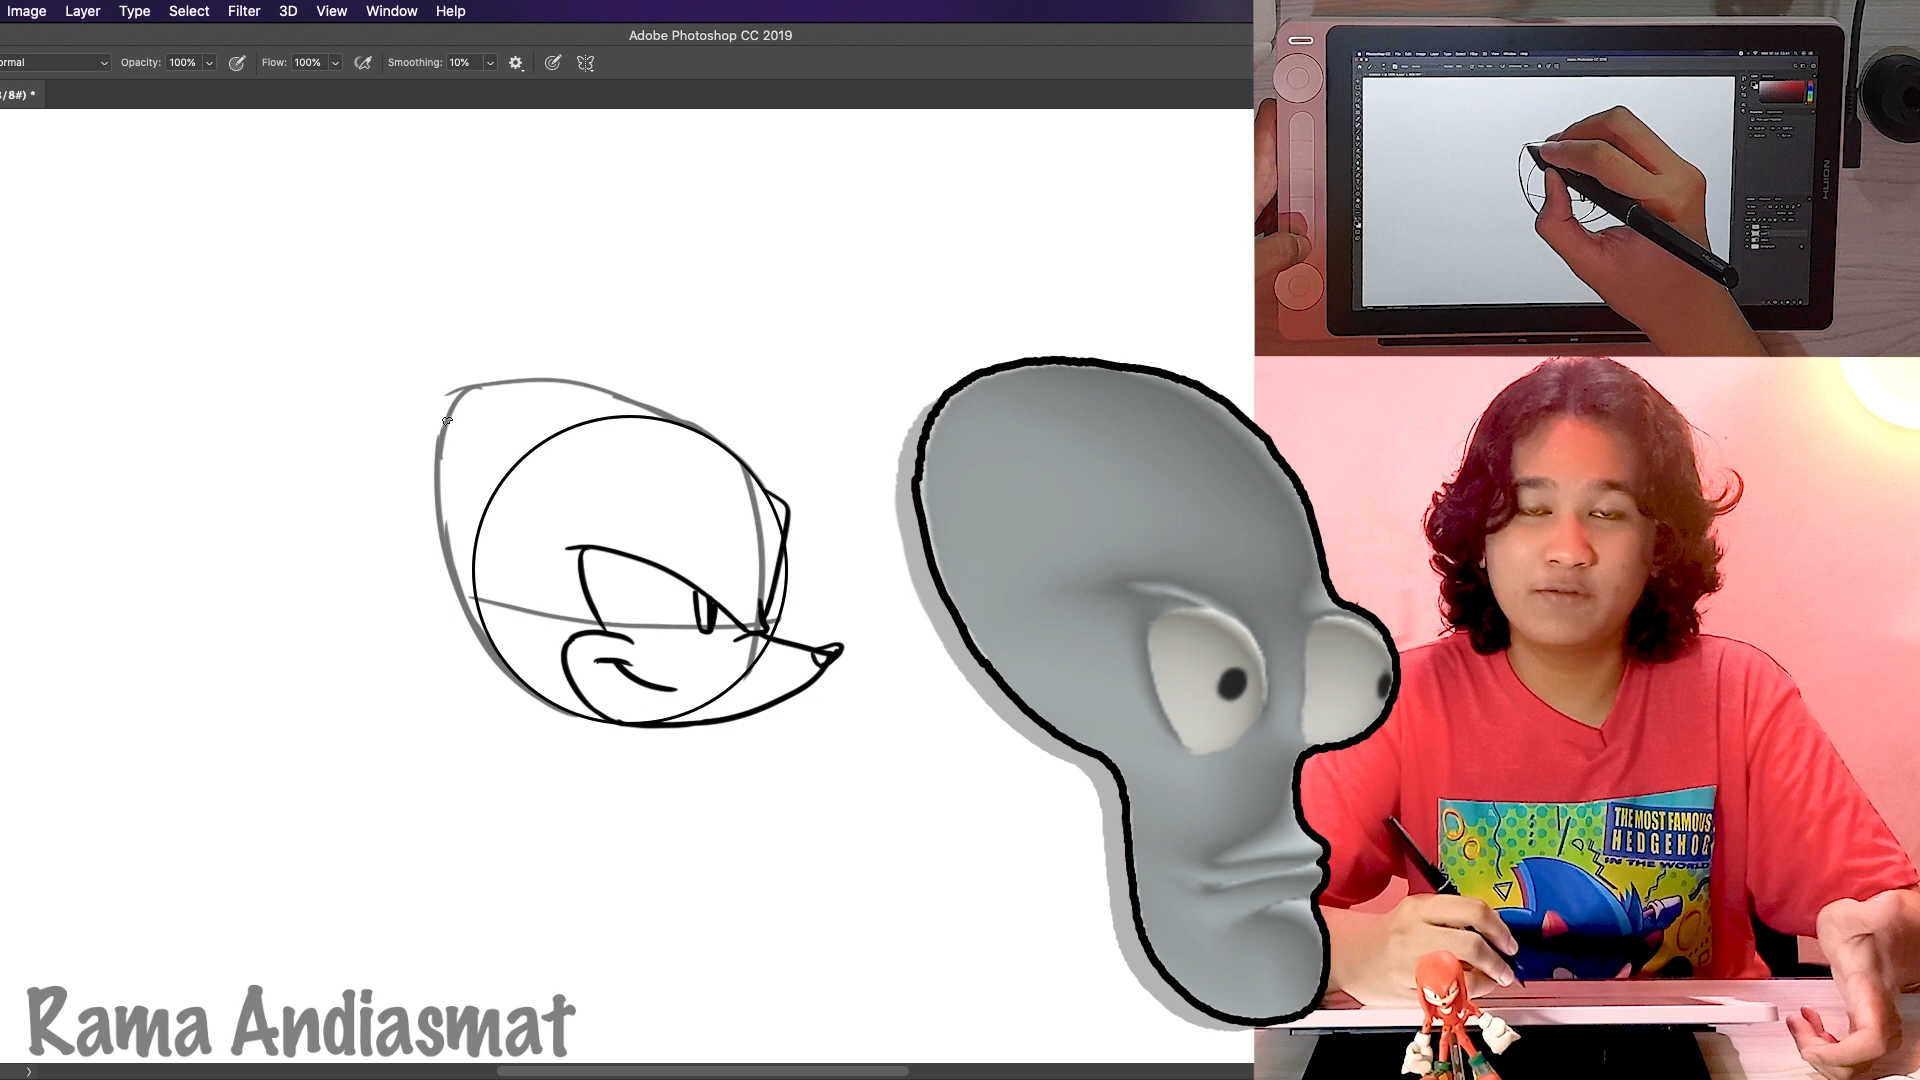 Image Layer Type Select Filter 3D View Window Help
Adobe Photoshop CC 2019
ormal Opacity: 100% Flow: 100% Smoothing: 10%
/8#) *
HUION
THE MOST FAMOUS
HEDGEHOG
IN THE WORLD
Rama Andiasmat